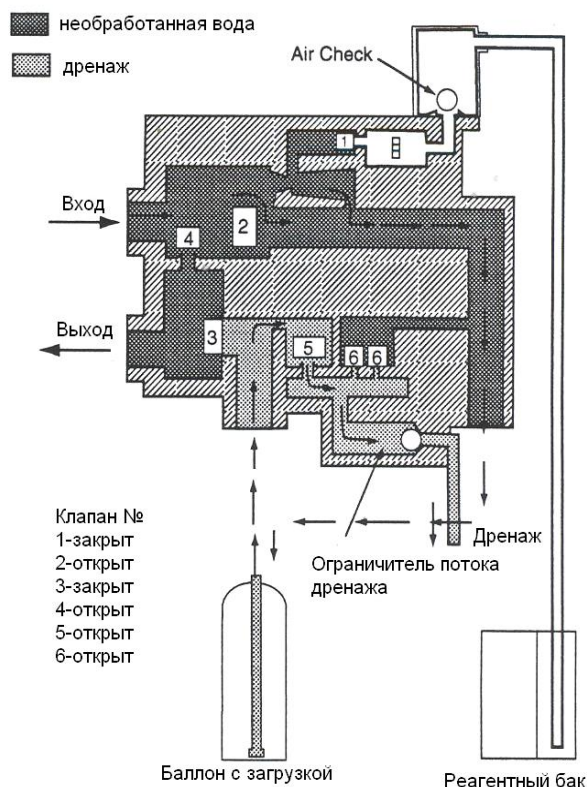 необработанная вода
дренаж
Air Check
1
Вход
2
4
Выход
3
5
6 6
Клапан №
1-закрыт
2-открыт
3-закрыт
4-открыт
5-открыт
6-открыт
Дренаж
Ограничитель потока
дренажа
Баллон с загрузкой
Реагентный бак